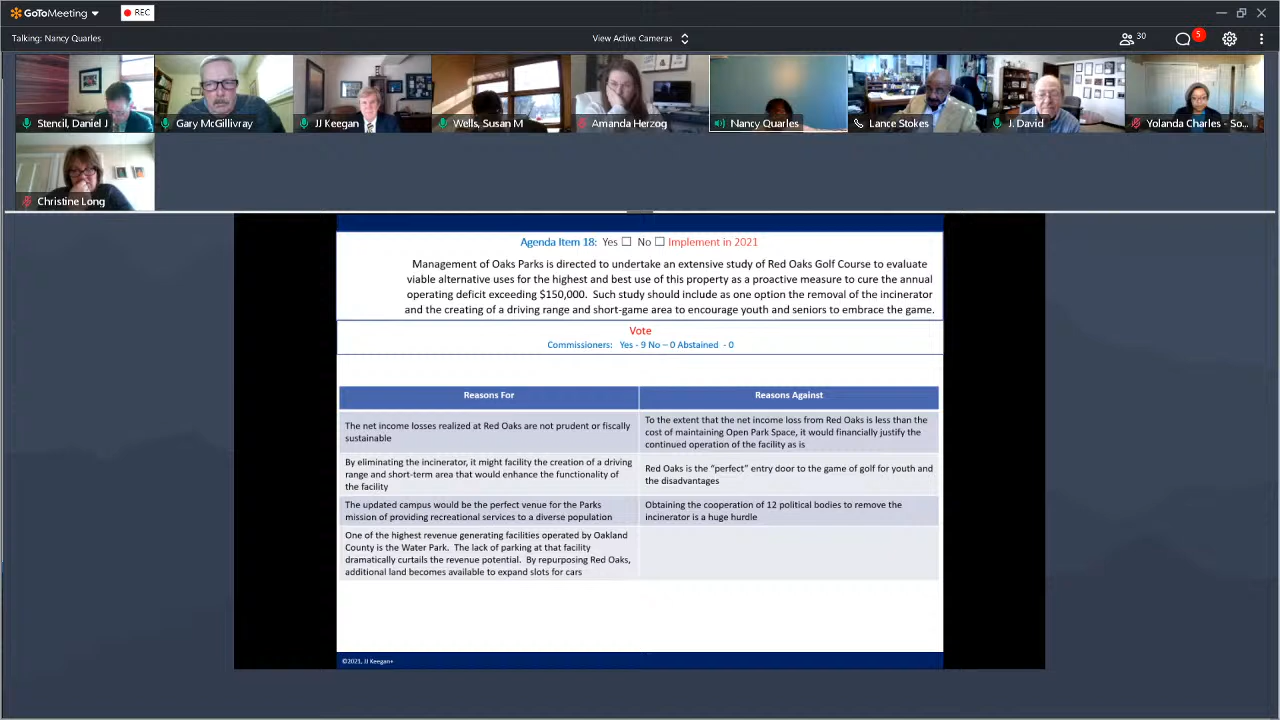 GoToMeeting
REC
Talking: Nancy Quarles
View Active Cameras
30
5
Stencil, Daniel J
Gary McGillivray
JJ Keegan
Wells, Susan M
Amanda Herzog
Nancy Quarles
Lance Stokes
J. David
Yolanda Charles - So...
Christine Long
Agenda Item 18: Yes ☐ No ☐ Implement in 2021
Management of Oaks Parks is directed to undertake an extensive study of Red Oaks Golf Course to evaluate
viable alternative uses for the highest and best use of this property as a proactive measure to cure the annual
operating deficit exceeding $150,000. Such study should include as one option the removal of the incinerator
and the creating of a driving range and short-game area to encourage youth and seniors to embrace the game.
Vote
Commissioners: Yes - 9 No – 0 Abstained - 0
Reasons For
Reasons Against
The net income losses realized at Red Oaks are not prudent or fiscally
sustainable
To the extent that the net income loss from Red Oaks is less than the
cost of maintaining Open Park Space, it would financially justify the
continued operation of the facility as is
By eliminating the incinerator, it might facility the creation of a driving
range and short-term area that would enhance the functionality of
the facility
Red Oaks is the “perfect” entry door to the game of golf for youth and
the disadvantages
The updated campus would be the perfect venue for the Parks
mission of providing recreational services to a diverse population
Obtaining the cooperation of 12 political bodies to remove the
incinerator is a huge hurdle
One of the highest revenue generating facilities operated by Oakland
County is the Water Park. The lack of parking at that facility
dramatically curtails the revenue potential. By repurposing Red Oaks,
additional land becomes available to expand slots for cars
©2021, JJ Keegan+